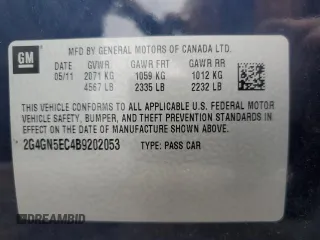 GM
MFD BY GENERAL MOTORS OF CANADA LTD.
DATE GVWR GAWR FRT GAWR RR
05/11 2071 KG 1059 KG 1012 KG
4567 LB 2335 LB 2232 LB
THIS VEHICLE CONFORMS TO ALL APPLICABLE U.S. FEDERAL MOTOR
VEHICLE SAFETY, BUMPER, AND THEFT PREVENTION STANDARDS
IN EFFECT ON THE DATE OF MANUFACTURE SHOWN ABOVE.
2G4GN5EC4B9202053 TYPE: PASS CAR
DREAMBID